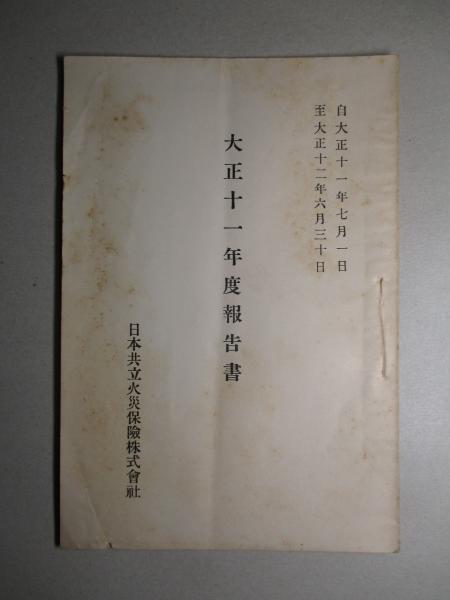 自大正十一年七月一日
至大正十二年六月三十日
大正十一年度報告書
日本共立火災保險株式會社